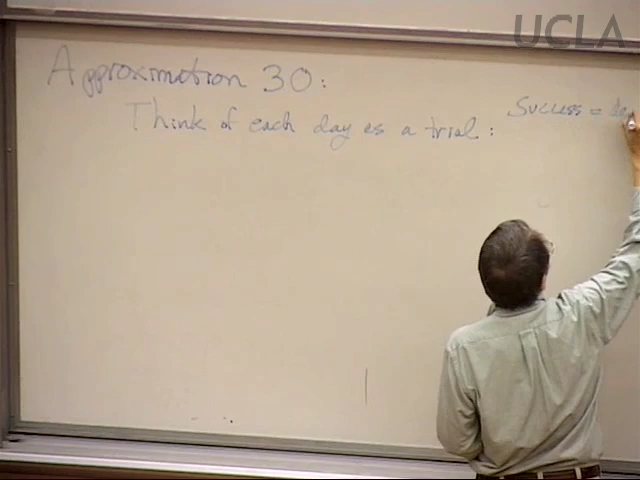 UCLA
Approximation 30:
Think of each day as a trial:
Success =